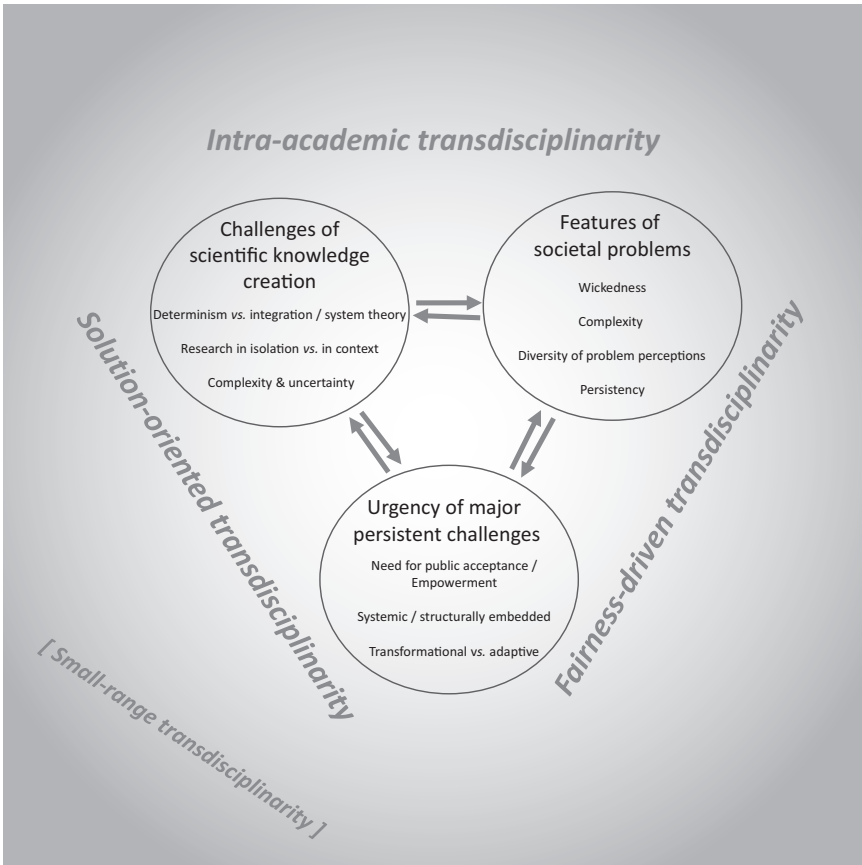 Intra-academic transdisciplinarity
Challenges of
scientific knowledge
creation
Determinism vs. integration / system theory
Research in isolation vs. in context
Complexity & uncertainty
Features of
societal problems
Wickedness
Complexity
Diversity of problem perceptions
Persistency
Urgency of major
persistent challenges
Need for public acceptance /
Empowerment
Systemic / structurally embedded
Transformational vs. adaptive
Solution-oriented transdisciplinarity
Fairness-driven transdisciplinarity
[ Small-range transdisciplinarity ]